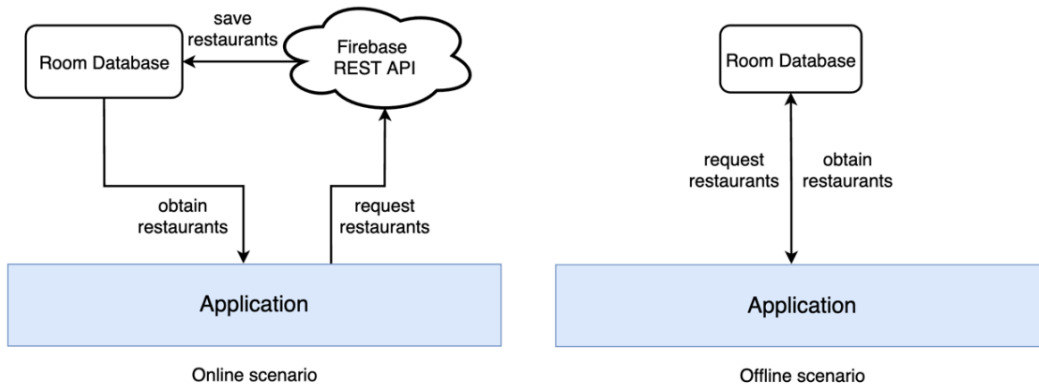 save
restaurants
Firebase
REST API
Room Database
obtain
restaurants
request
restaurants
Application
Online scenario
Room Database
request
restaurants
obtain
restaurants
Application
Offline scenario